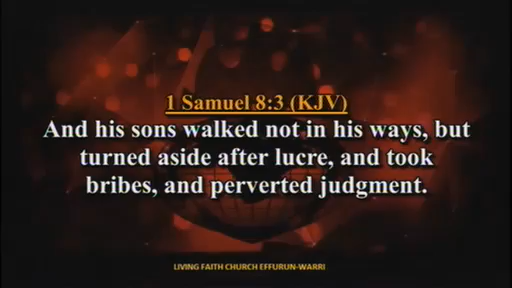 1 Samuel 8:3 (KJV)
And his sons walked not in his ways, but
turned aside after lucre, and took
bribes, and perverted judgment.
LIVING FAITH CHURCH EFFURUN-WARRI